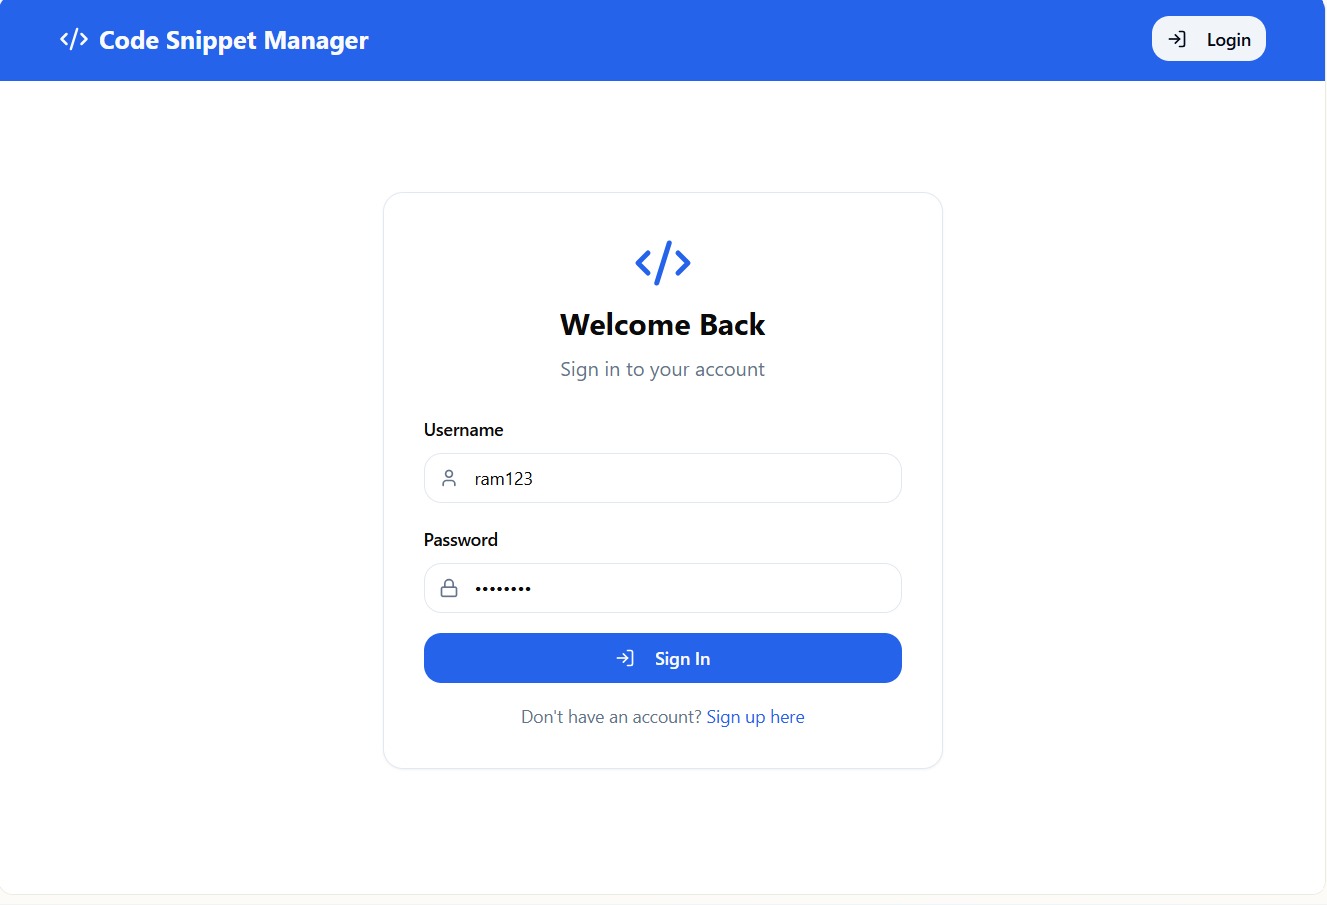 Code Snippet Manager
Login
Welcome Back
Sign in to your account
Username
ram123
Password
••••••••
Sign In
Don't have an account? Sign up here